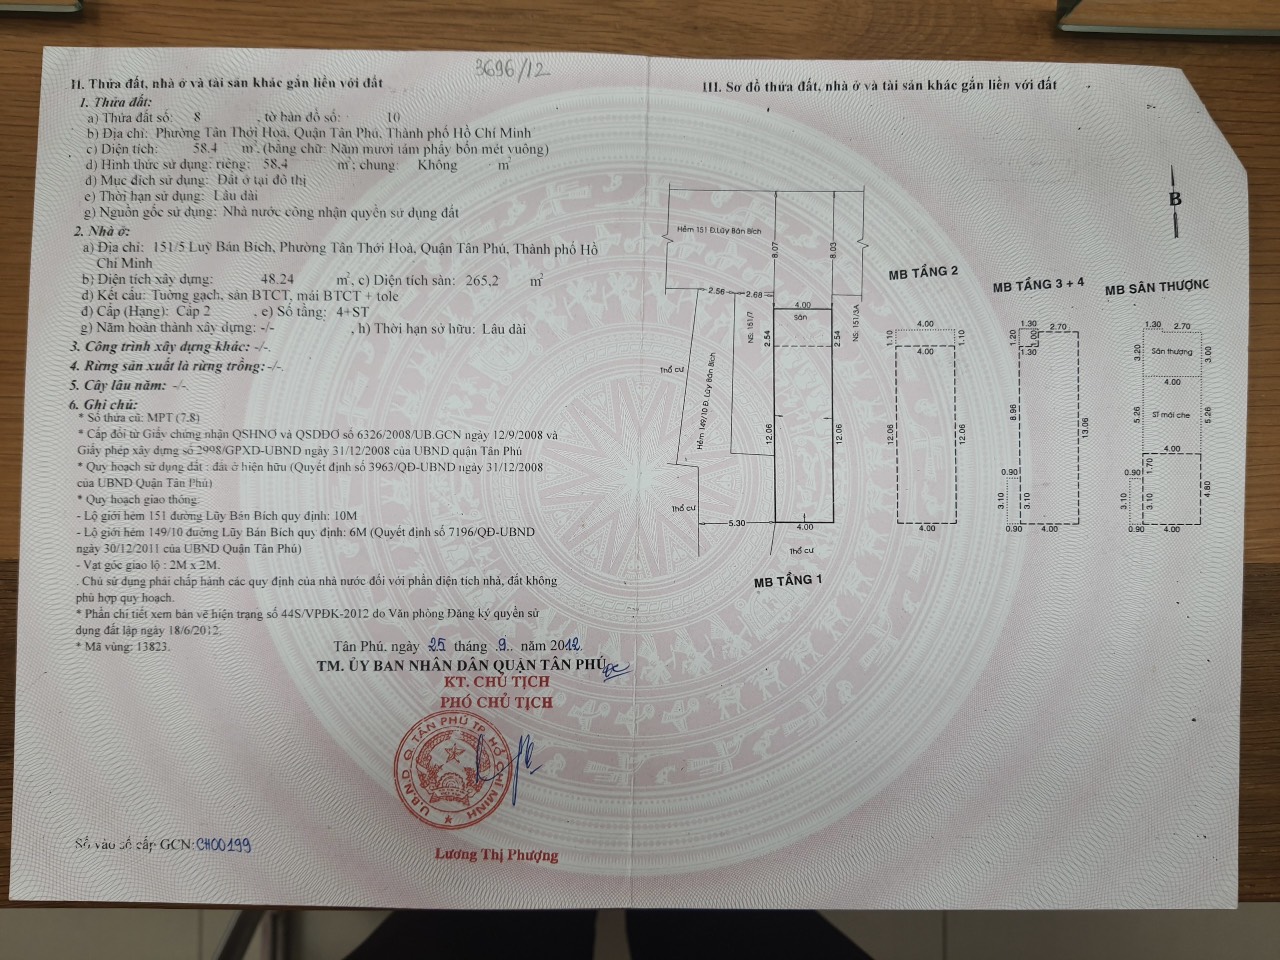 3696/12
II. Thửa đất, nhà ở và tài sản khác gắn liền với đất
1. Thửa đất:
a) Thửa đất số: 8 , tờ bản đồ số: 10
b) Địa chỉ: Phường Tân Thới Hoà, Quận Tân Phú, Thành phố Hồ Chí Minh
c) Diện tích: 58.4 m². (bằng chữ: Năm mươi tám phẩy bốn mét vuông)
d) Hình thức sử dụng: riêng: 58.4 m²; chung: Không m²
đ) Mục đích sử dụng: Đất ở tại đô thị
e) Thời hạn sử dụng: Lâu dài
g) Nguồn gốc sử dụng: Nhà nước công nhận quyền sử dụng đất
2. Nhà ở:
a) Địa chỉ: 151/5 Luỹ Bán Bích, Phường Tân Thới Hoà, Quận Tân Phú, Thành phố Hồ
Chí Minh
b) Diện tích xây dựng: 48.24 m², c) Diện tích sàn: 265.2 m²
d) Kết cấu: Tường gạch, sàn BTCT, mái BTCT + tole
đ) Cấp (Hạng): Cấp 2 , e) Số tầng: 4+ST
g) Năm hoàn thành xây dựng: -/- , h) Thời hạn sở hữu: Lâu dài
3. Công trình xây dựng khác: -/-.
4. Rừng sản xuất là rừng trồng: -/-.
5. Cây lâu năm: -/-
6. Ghi chú:
* Số thửa cũ: MPT (7.8)
* Cấp đổi từ Giấy chứng nhận QSHNO và QSDĐO số 6326/2008/UB.GCN ngày 12/9/2008 và
Giấy phép xây dựng số 2998/GPXD-UBND ngày 31/12/2008 của UBND quận Tân Phú
* Quy hoạch sử dụng đất : đất ở hiện hữu (Quyết định số 3963/QĐ-UBND ngày 31/12/2008
của UBND Quận Tân Phú)
* Quy hoạch giao thông:
- Lộ giới hẻm 151 đường Lũy Bán Bích quy định: 10M
- Lộ giới hẻm 149/10 đường Lũy Bán Bích quy định: 6M (Quyết định số 7196/QĐ-UBND
ngày 30/12/2011 của UBND Quận Tân Phú)
- Vạt góc giao lộ : 2M x 2M.
. Chủ sử dụng phải chấp hành các quy định của nhà nước đối với phần diện tích nhà, đất không
phù hợp quy hoạch.
* Phần chi tiết xem bản vẽ hiện trạng số 44S/VPĐK-2012 do Văn phòng Đăng ký quyền sử
dụng đất lập ngày 18/6/2012.
* Mã vùng: 13823.
Tân Phú, ngày 25 tháng .9.. năm 2012.
TM. ỦY BAN NHÂN DÂN QUẬN TÂN PHÚ
KT. CHỦ TỊCH
PHÓ CHỦ TỊCH
U.B.N.D Q. TÂN PHÚ T.P HỒ CHÍ MINH
Lương Thị Phượng
Số vào sổ cấp GCN: CH00199
III. Sơ đồ thửa đất, nhà ở và tài sản khác gắn liền với đất
B
Hẻm 151 Đ.Lũy Bán Bích
8.07
8.03
2.56
2.68
4.00
Sân
NS: 151/7
2.54
2.54
NS: 151/3A
Thổ cư
Hẻm 149/10 Đ. Lũy Bán Bích
12.06
12.06
Thổ cư
5.30
4.00
Thổ cư
MB TẦNG 1
MB TẦNG 2
4.00
1.10
1.10
4.00
12.06
12.06
4.00
MB TẦNG 3 + 4
1.30
2.70
1.20
1.00
1.30
8.96
13.06
0.90
3.10
3.10
0.90
4.00
MB SÂN THƯỢNG
1.30
2.70
3.20
Sân thượng
3.00
4.00
5.26
ST mái che
5.26
4.00
0.90
1.70
3.10
3.10
4.80
0.90
4.00